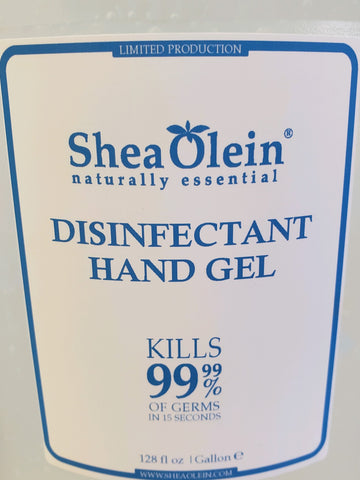 LIMITED PRODUCTION
SheaOlein®
naturally essential
DISINFECTANT
HAND GEL
KILLS
99.99%
OF GERMS
IN 15 SECONDS
128 fl oz | Gallon ℮
WWW.SHEAOLEIN.COM